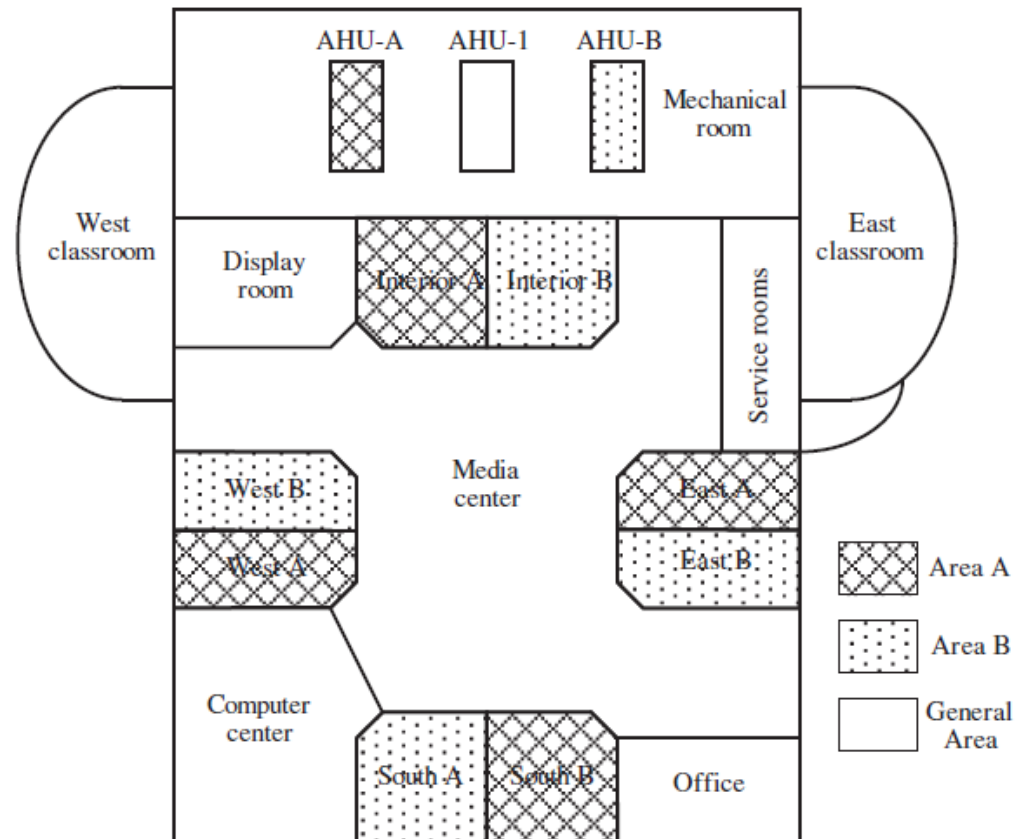 AHU-A
AHU-1
AHU-B
Mechanical
room
West
classroom
East
classroom
Display
room
Interior A
Interior B
Service rooms
Media
center
West B
East A
West A
East B
Area A
Area B
Computer
center
General
Area
South A
South B
Office